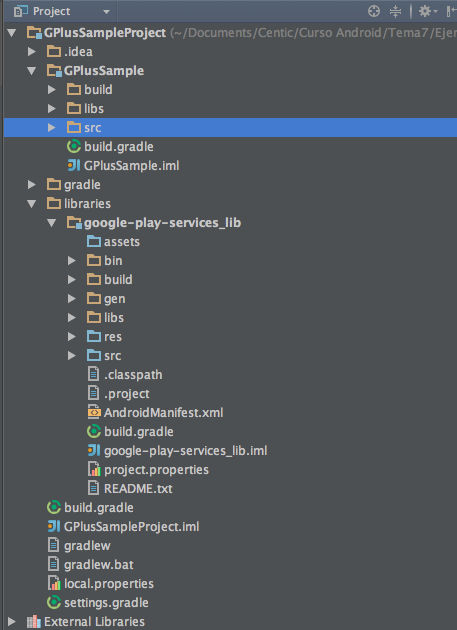 Project
GPlusSampleProject (~/Documents/Centic/Curso Android/Tema7/Ejer
.idea
GPlusSample
build
libs
src
build.gradle
GPlusSample.iml
gradle
libraries
google-play-services_lib
assets
bin
build
gen
libs
res
src
.classpath
.project
AndroidManifest.xml
build.gradle
google-play-services_lib.iml
project.properties
README.txt
build.gradle
GPlusSampleProject.iml
gradlew
gradlew.bat
local.properties
settings.gradle
External Libraries